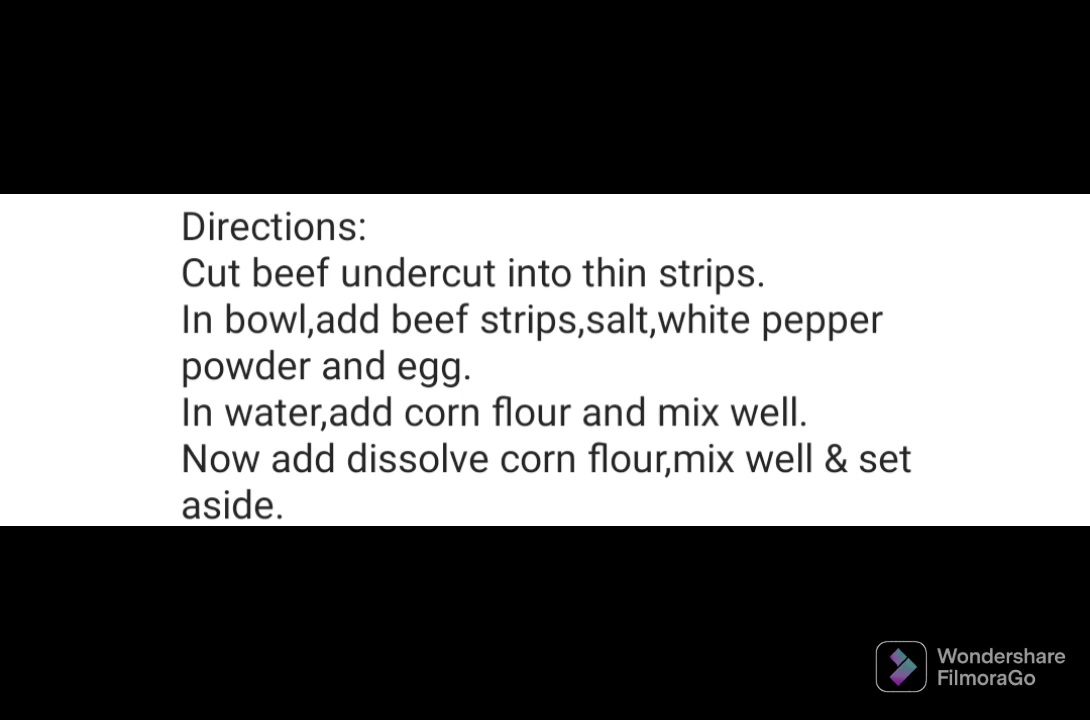 Directions:
Cut beef undercut into thin strips.
In bowl,add beef strips,salt,white pepper
powder and egg.
In water,add corn flour and mix well.
Now add dissolve corn flour,mix well & set
aside.
Wondershare
FilmoraGo